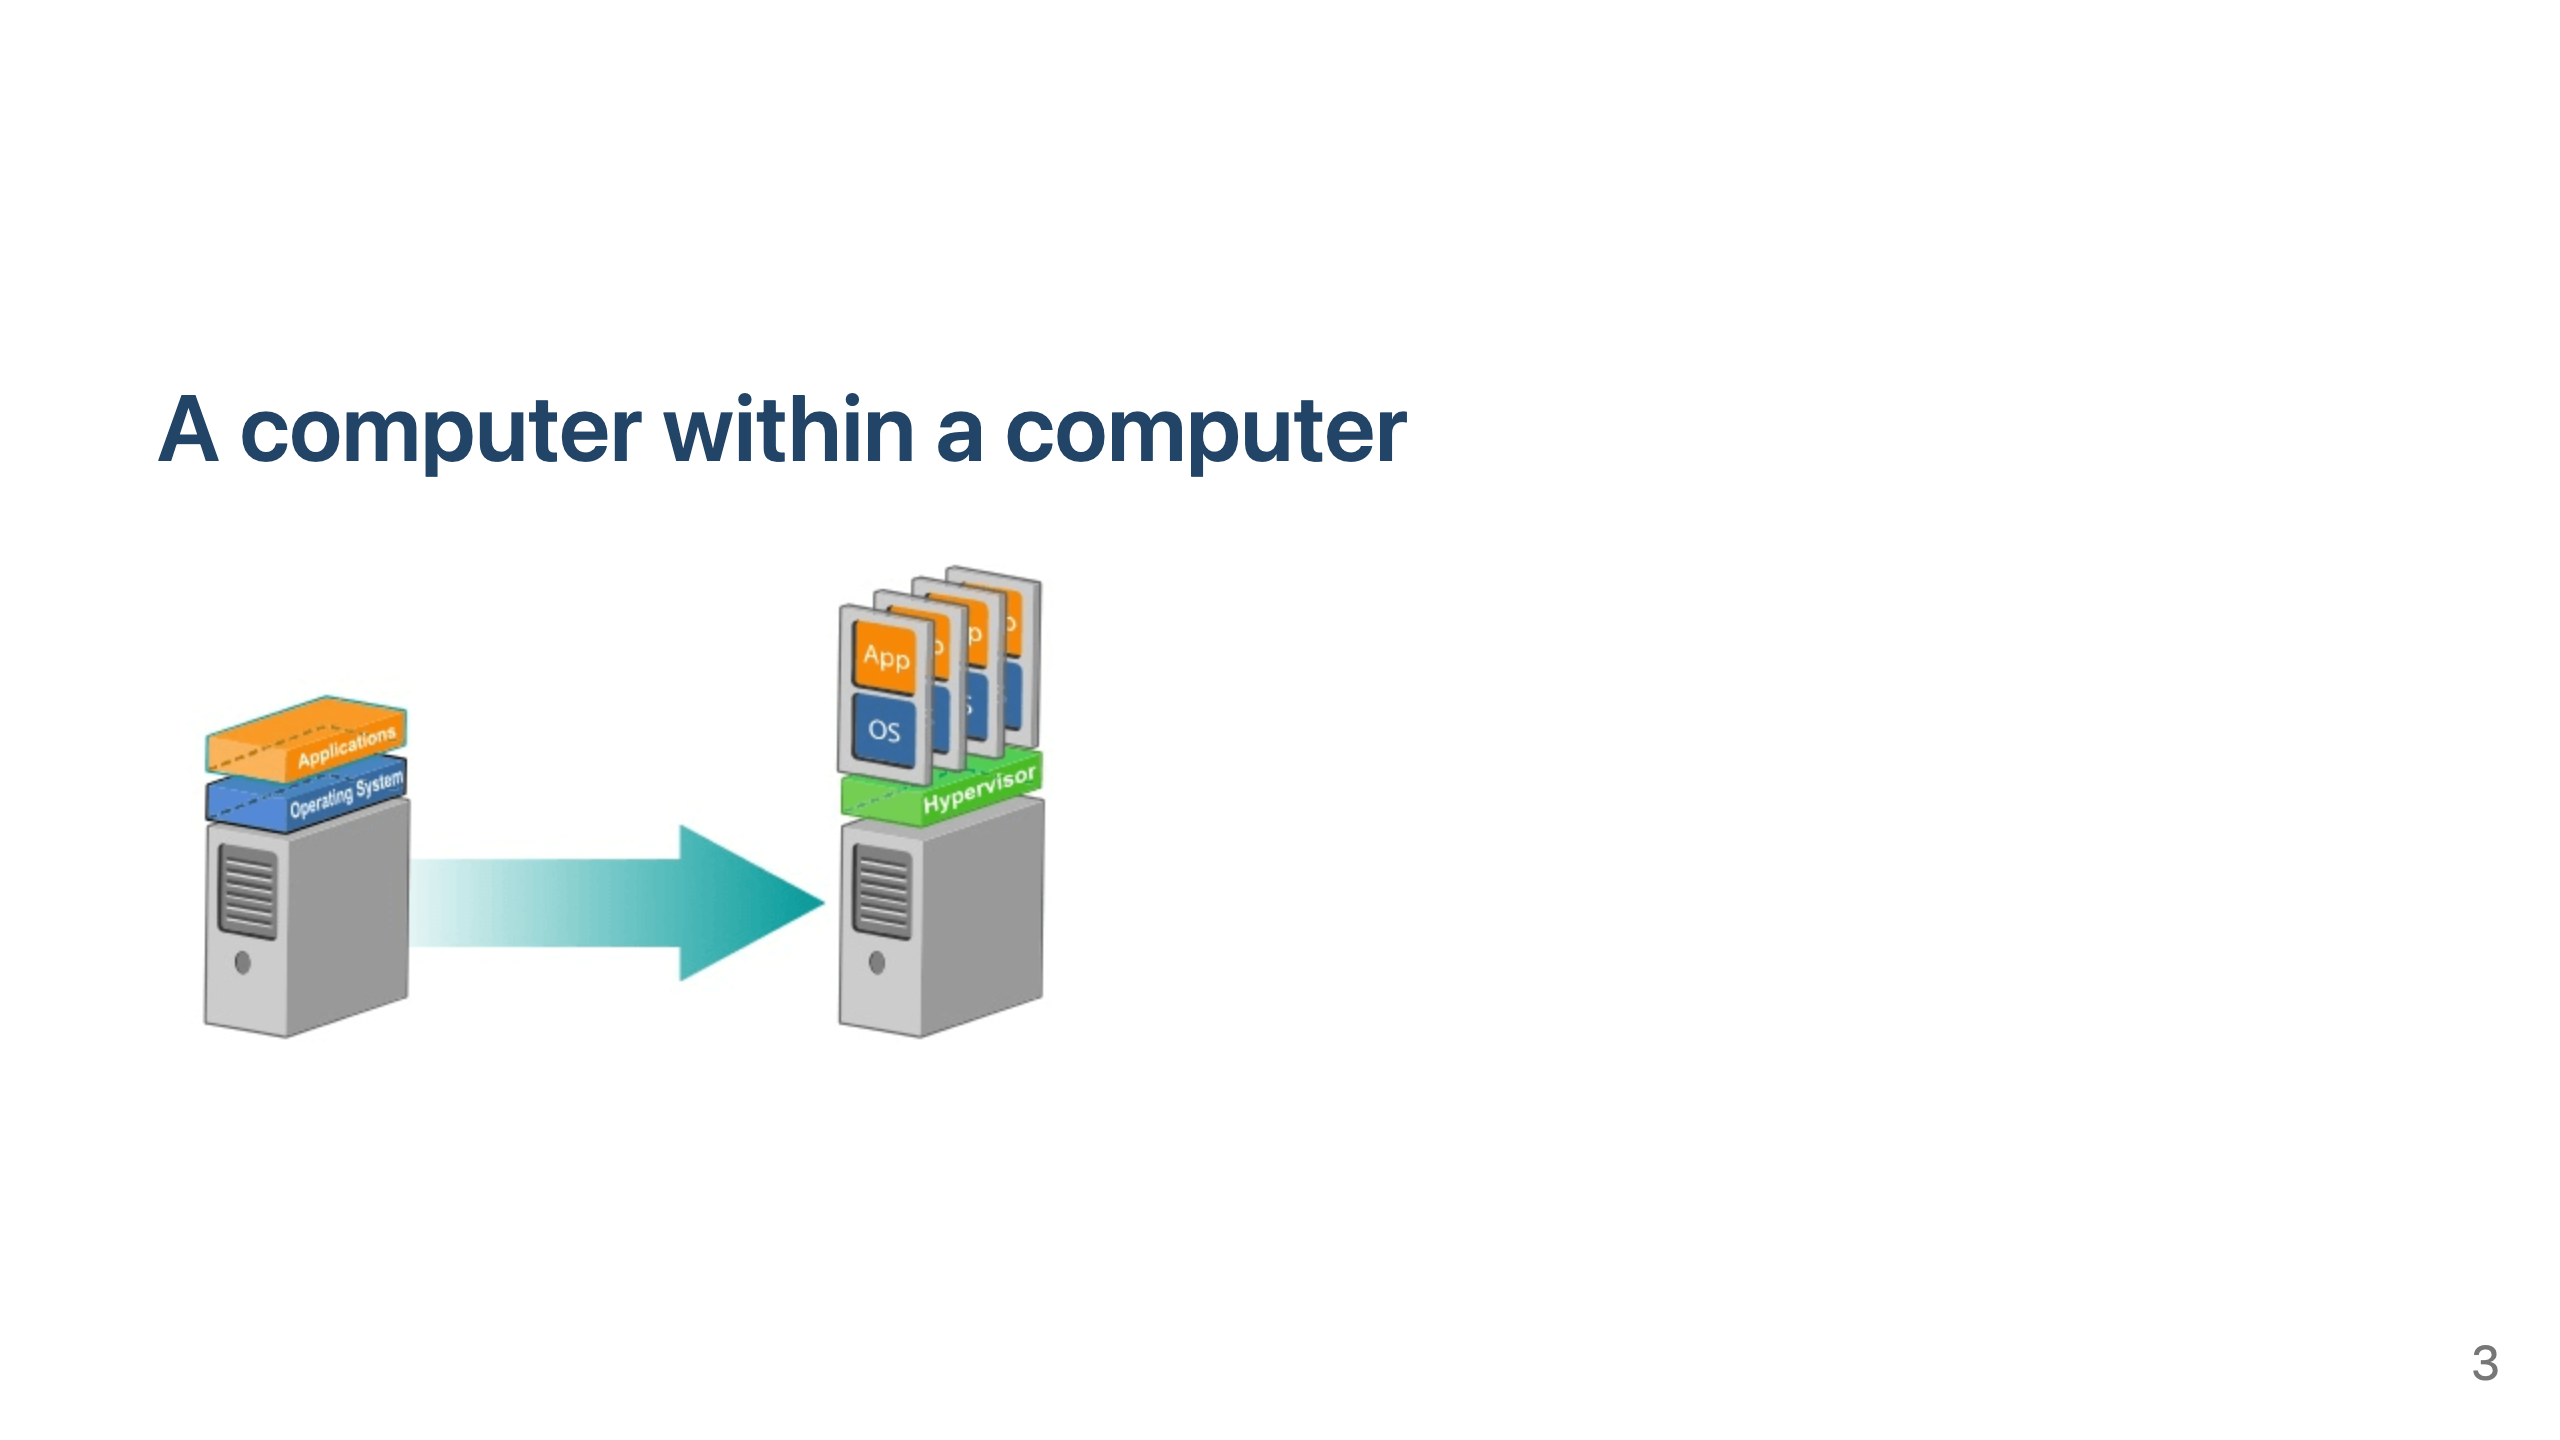 A computer within a computer
App
OS
Applications
Operating System
Hypervisor
3